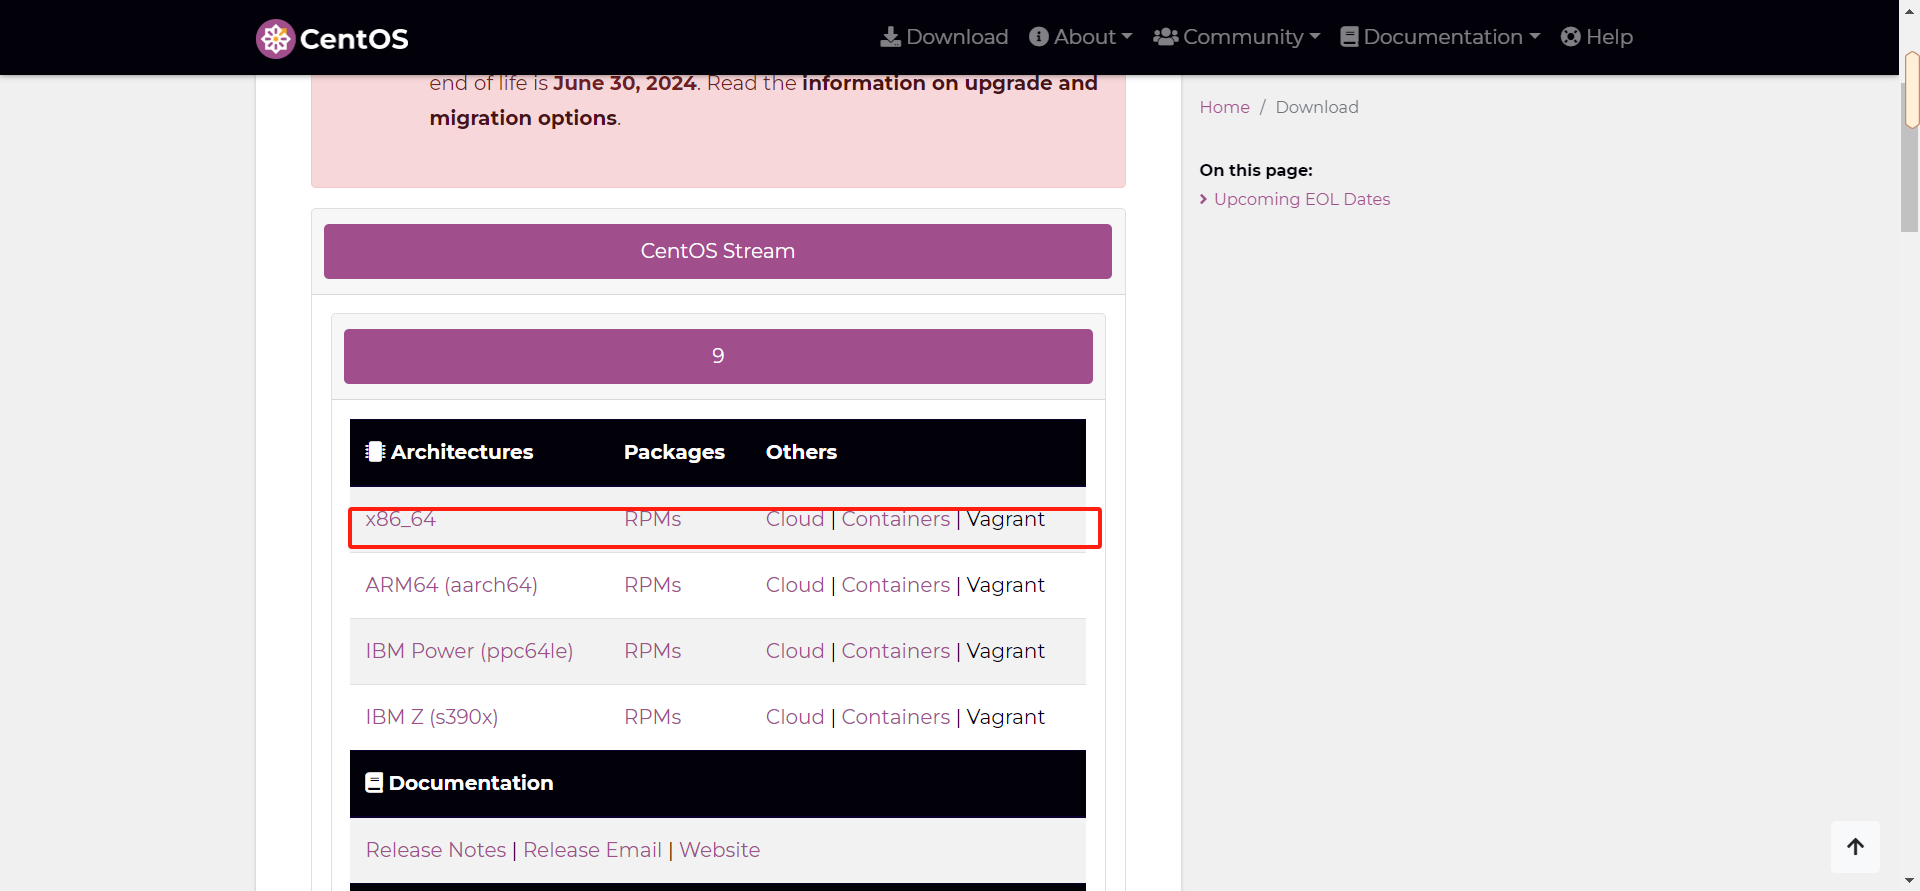 CentOS
Download About Community Documentation Help
end of life is June 30, 2024. Read the information on upgrade and
migration options.
Home / Download
On this page:
Upcoming EOL Dates
CentOS Stream
9
Architectures Packages Others
x86_64 RPMs Cloud | Containers | Vagrant
ARM64 (aarch64) RPMs Cloud | Containers | Vagrant
IBM Power (ppc64le) RPMs Cloud | Containers | Vagrant
IBM Z (s390x) RPMs Cloud | Containers | Vagrant
Documentation
Release Notes | Release Email | Website